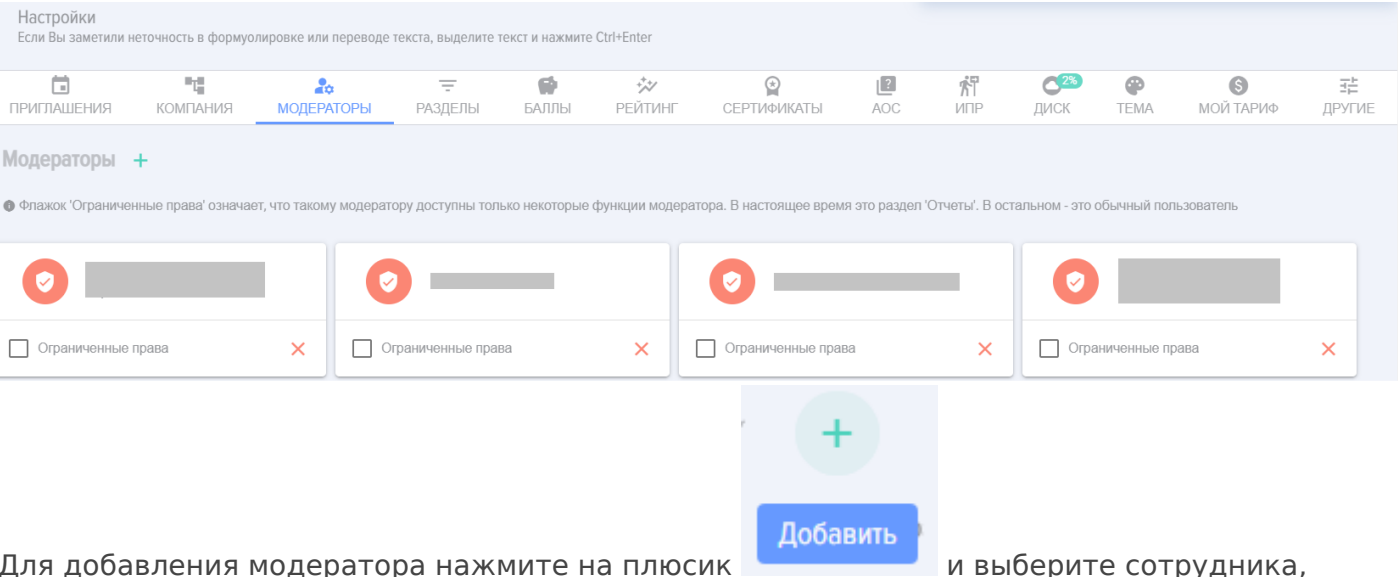 Настройки
Если Вы заметили неточность в формуолировке или переводе текста, выделите текст и нажмите Ctrl+Enter
2%
ПРИГЛАШЕНИЯ КОМПАНИЯ МОДЕРАТОРЫ РАЗДЕЛЫ БАЛЛЫ РЕЙТИНГ СЕРТИФИКАТЫ АОС ИПР ДИСК ТЕМА МОЙ ТАРИФ ДРУГИЕ
Модераторы +
Флажок 'Ограниченные права' означает, что такому модератору доступны только некоторые функции модератора. В настоящее время это раздел 'Отчеты'. В остальном - это обычный пользователь
Ограниченные права Ограниченные права Ограниченные права Ограниченные права
Добавить
Для добавления модератора нажмите на плюсик и выберите сотрудника,